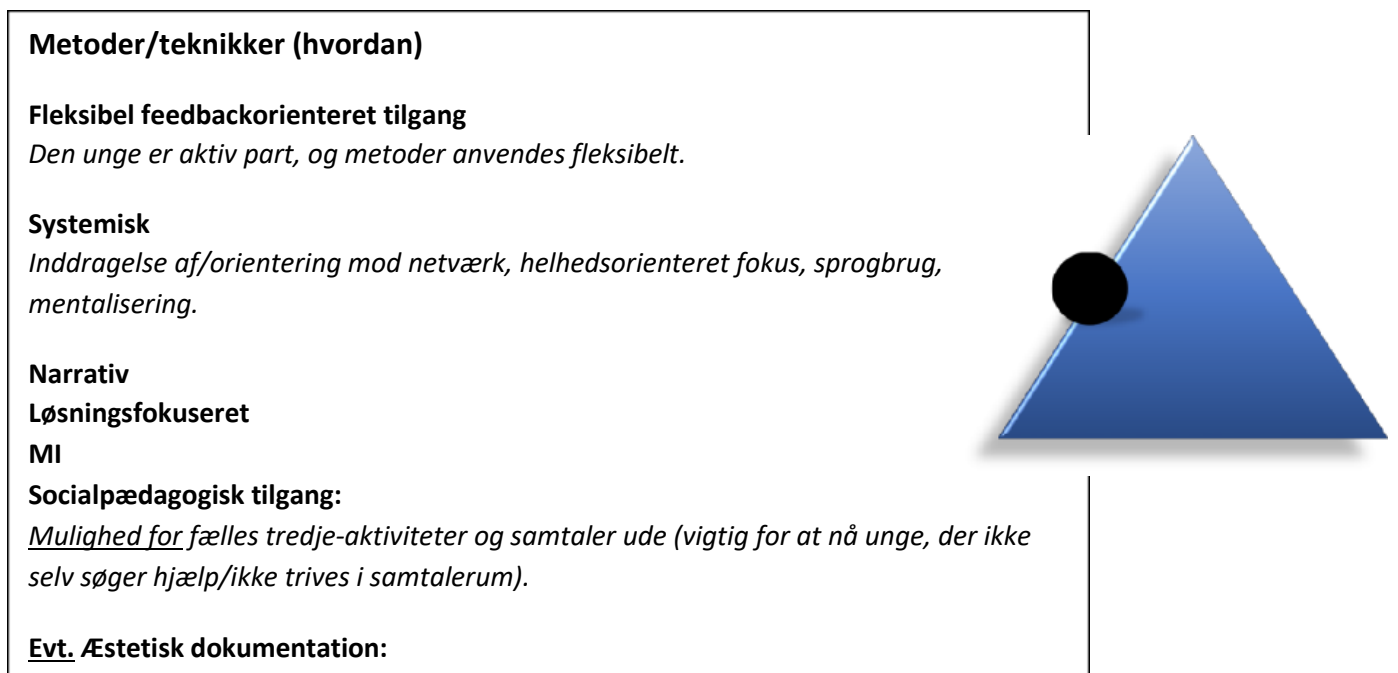 Metoder/teknikker (hvordan)
Fleksibel feedbackorienteret tilgang
Den unge er aktiv part, og metoder anvendes fleksibelt.
Systemisk
Inddragelse af/orientering mod netværk, helhedsorienteret fokus, sprogbrug,
mentalisering.
Narrativ
Løsningsfokuseret
MI
Socialpædagogisk tilgang:
Mulighed for fælles tredje-aktiviteter og samtaler ude (vigtig for at nå unge, der ikke
selv søger hjælp/ikke trives i samtalerum).
Evt. Æstetisk dokumentation: